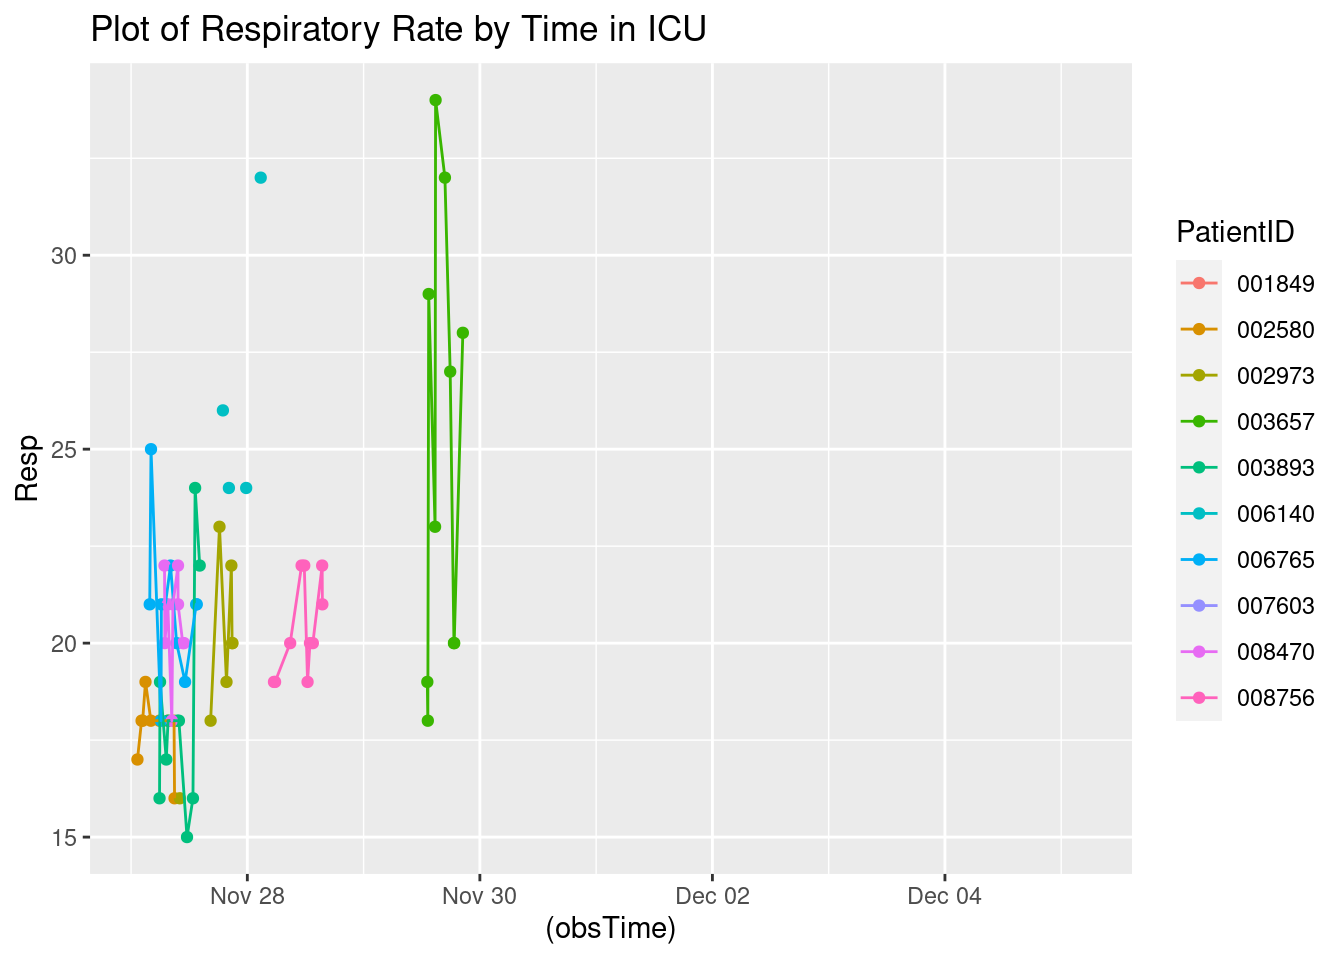 Plot of Respiratory Rate by Time in ICU
Resp
30
25
20
15
Nov 28 Nov 30 Dec 02 Dec 04
(obsTime)
PatientID
001849
002580
002973
003657
003893
006140
006765
007603
008470
008756